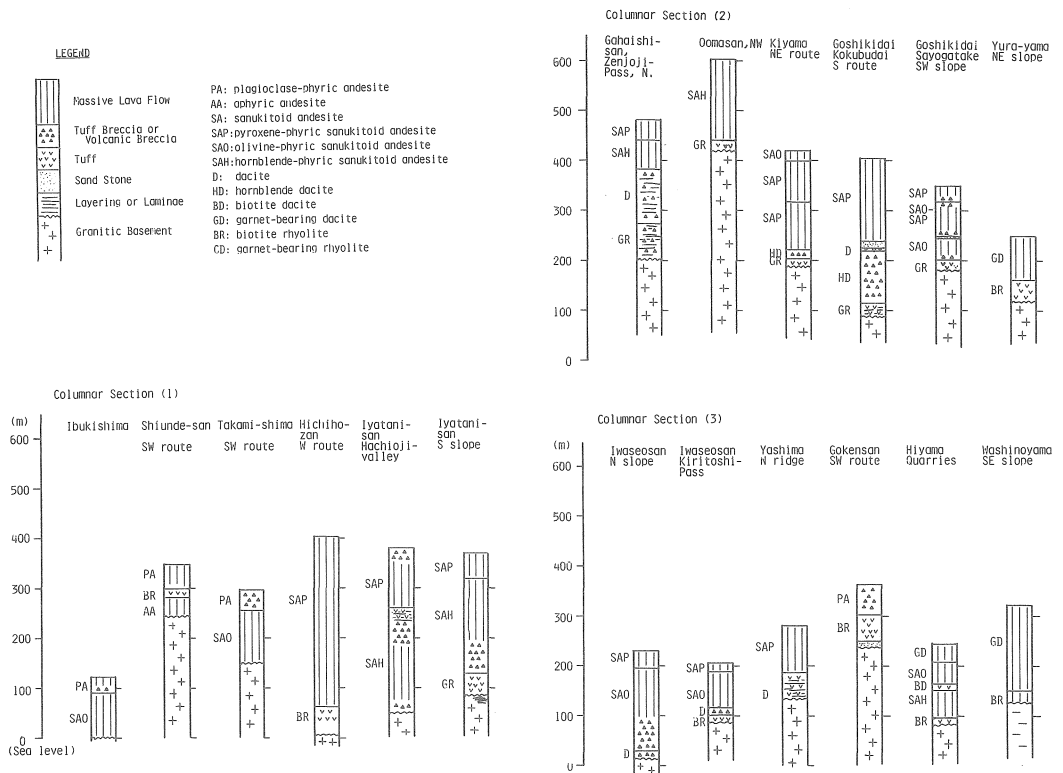 LEGEND
Massive Lava Flow
Tuff Breccia or
Volcanic Breccia
Tuff
Sand Stone
Layering or Laminae
Granitic Basement
PA: plagioclase-phyric andesite
AA: aphyric andesite
SA: sanukitoid andesite
SAP:pyroxene-phyric sanukitoid andesite
SAO:olivine-phyric sanukitoid andesite
SAH:hornblende-phyric sanukitoid andesite
D: dacite
HD: hornblende dacite
BD: biotite dacite
GD: garnet-bearing dacite
BR: biotite rhyolite
GD: garnet-bearing rhyolite
Columnar Section (2)
Gahaishi-
san,
Zenjoji-
Pass, N.
Oomasan,NW
Kiyama
NE route
Goshikidai
Kokubudai
S route
Goshikidai
Sayogatake
SW slope
Yura-yama
NE slope
600
500
400
300
200
100
0
SAP
SAH
D
GR
SAH
GR
SAO
SAP
SAP
HD
GR
SAP
D
HD
GR
SAP
SAO-
SAP
SAO
GR
GD
BR
Columnar Section (1)
(m)
Ibukishima
Shiunde-san
SW route
Takami-shima
SW route
Hichiho-
zan
W route
Iyatani-
san
Hachioji-
valley
Iyatani-
san
S slope
600
500
400
300
200
100
0
(Sea level)
PA
SAO
PA
BR
AA
PA
SAO
SAP
BR
SAP
SAH
SAP
SAH
GR
Columnar Section (3)
(m)
Iwaseosan
N slope
Iwaseosan
Kiritoshi-
Pass
Yashima
N ridge
Gokensan
SW route
Hiyama
Quarries
Washinoyama
SE slope
600
500
400
300
200
100
0
SAP
SAO
D
SAP
SAO
D
BR
SAP
D
PA
BR
GD
SAO
BD
SAH
BR
GD
BR